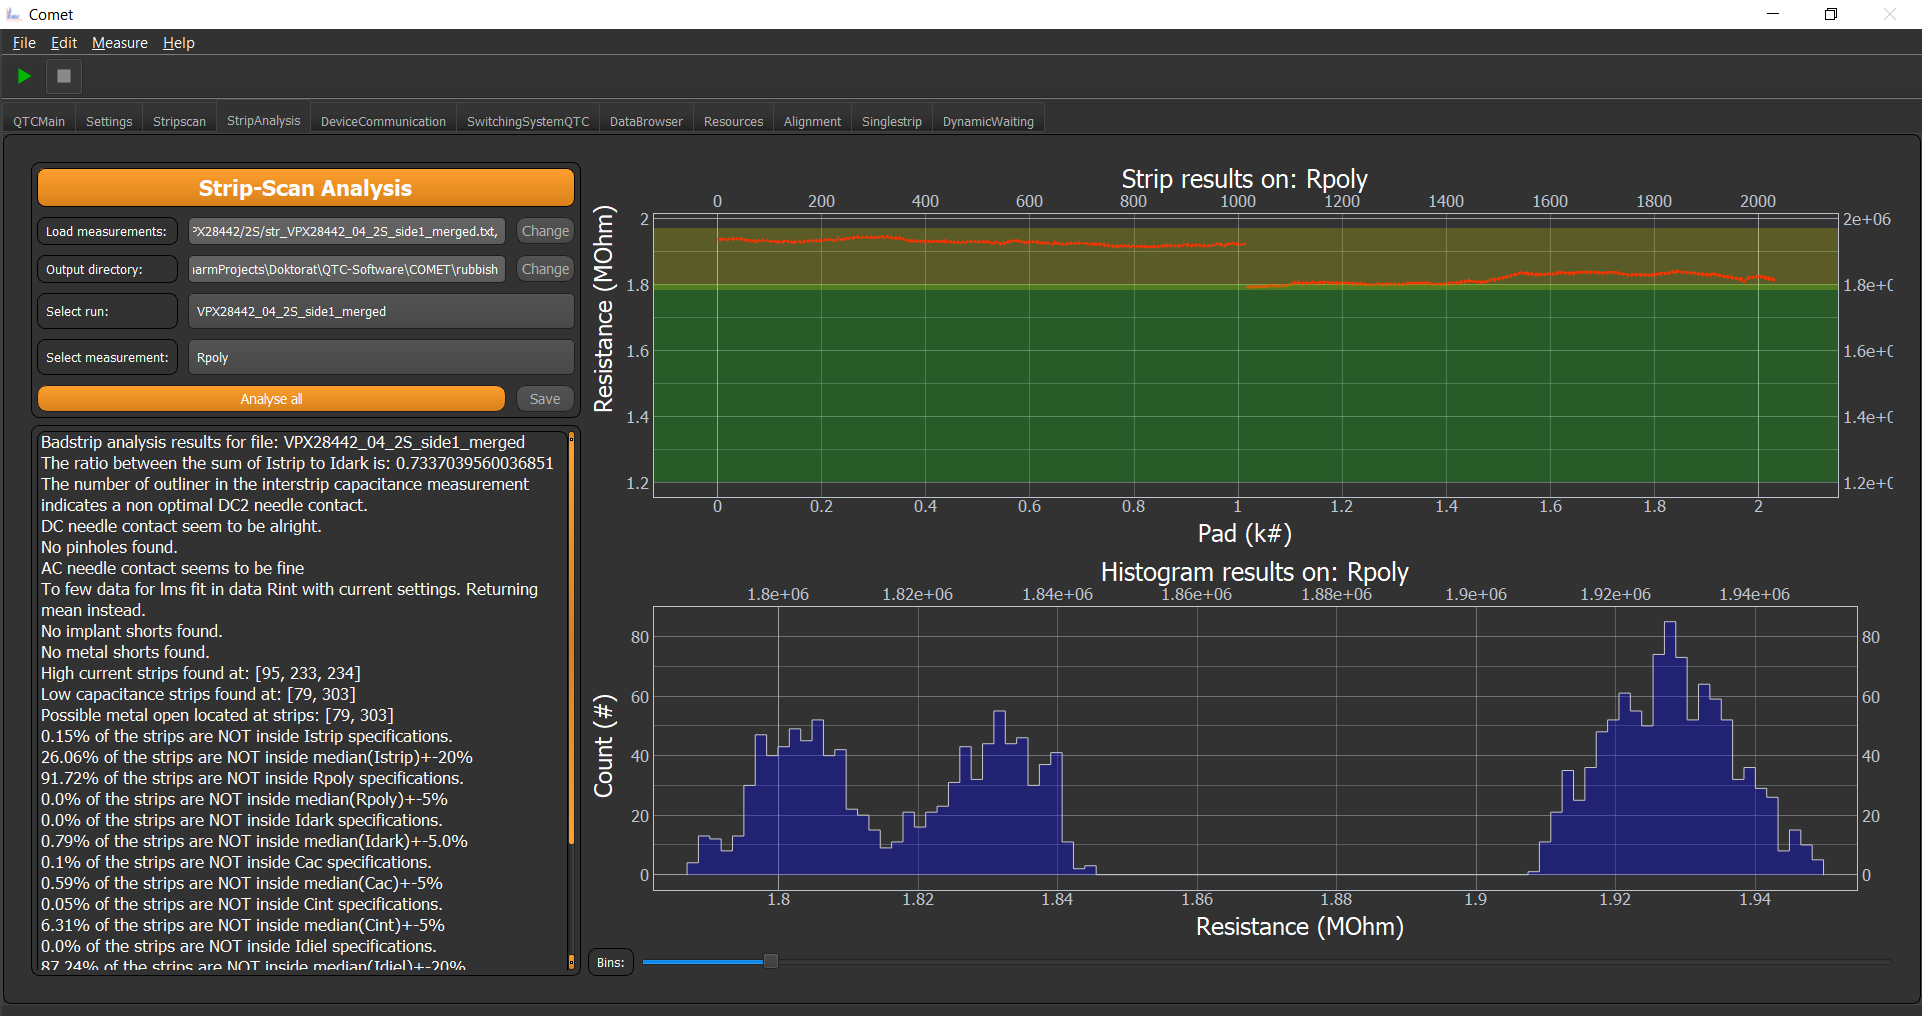 Comet
File Edit Measure Help
QTCMain Settings Stripscan StripAnalysis DeviceCommunication SwitchingSystemQTC DataBrowser Resources Alignment Singlestrip DynamicWaiting
Strip-Scan Analysis
Load measurements: PX28442/2S/str_VPX28442_04_2S_side1_merged.txt, Change
Output directory: armProjects\Doktorat\QTC-Software\COMET\rubbish Change
Select run: VPX28442_04_2S_side1_merged
Select measurement: Rpoly
Analyse all Save
Badstrip analysis results for file: VPX28442_04_2S_side1_merged
The ratio between the sum of Istrip to Idark is: 0.7337039560036851
The number of outliner in the interstrip capacitance measurement
indicates a non optimal DC2 needle contact.
DC needle contact seem to be alright.
No pinholes found.
AC needle contact seems to be fine
To few data for lms fit in data Rint with current settings. Returning
mean instead.
No implant shorts found.
No metal shorts found.
High current strips found at: [95, 233, 234]
Low capacitance strips found at: [79, 303]
Possible metal open located at strips: [79, 303]
0.15% of the strips are NOT inside Istrip specifications.
26.06% of the strips are NOT inside median(Istrip)+-20%
91.72% of the strips are NOT inside Rpoly specifications.
0.0% of the strips are NOT inside median(Rpoly)+-5%
0.0% of the strips are NOT inside Idark specifications.
0.79% of the strips are NOT inside median(Idark)+-5.0%
0.1% of the strips are NOT inside Cac specifications.
0.59% of the strips are NOT inside median(Cac)+-5%
0.05% of the strips are NOT inside Cint specifications.
6.31% of the strips are NOT inside median(Cint)+-5%
0.0% of the strips are NOT inside Idiel specifications.
87.24% of the strips are NOT inside median(Idiel)+-20%
Strip results on: Rpoly
0 200 400 600 800 1000 1200 1400 1600 1800 2000
Resistance (MOhm)
2 2e+06
1.8 1.8e+0
1.6 1.6e+0
1.4 1.4e+0
1.2 1.2e+0
0 0.2 0.4 0.6 0.8 1 1.2 1.4 1.6 1.8 2
Pad (k#)
Histogram results on: Rpoly
1.8e+06 1.82e+06 1.84e+06 1.86e+06 1.88e+06 1.9e+06 1.92e+06 1.94e+06
Count (#)
80 80
60 60
40 40
20 20
0 0
1.8 1.82 1.84 1.86 1.88 1.9 1.92 1.94
Resistance (MOhm)
Bins: